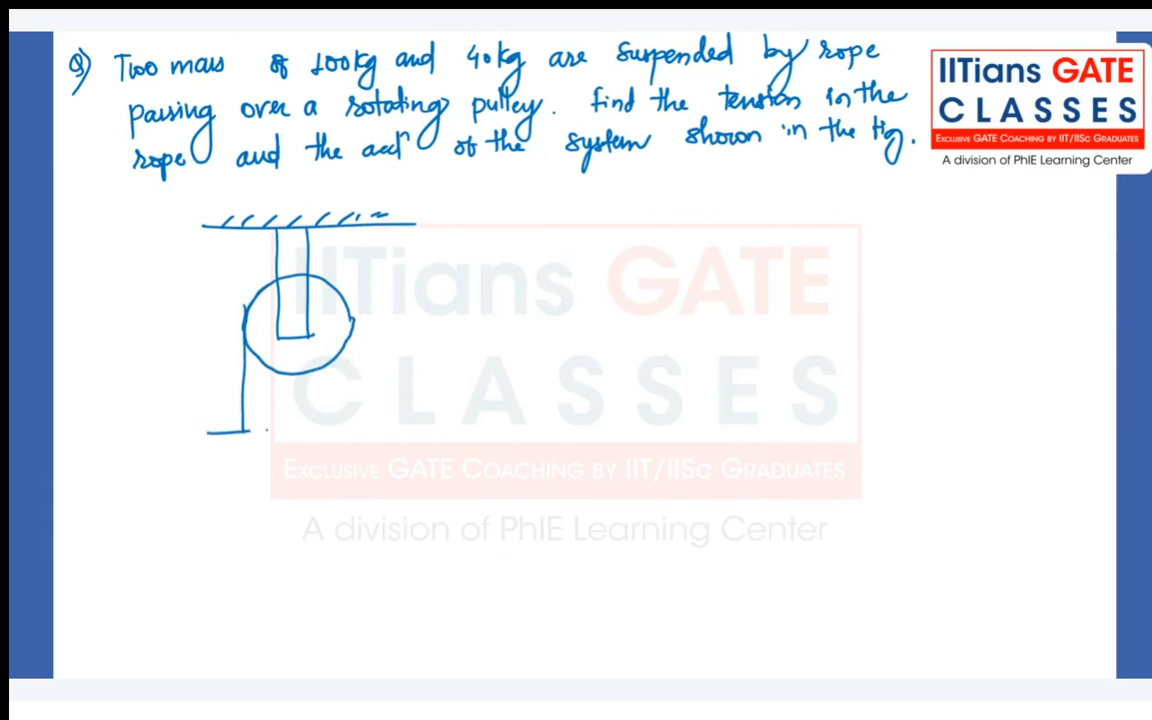 Q) Two mass of 100kg and 40kg are suspended by rope
passing over a rotating pulley. find the tension in the
rope and the accn of the system shown in the fig.
IITians GATE
CLASSES
EXCLUSIVE GATE COACHING BY IIT/IISC GRADUATES
A division of PhIE Learning Center
IITians GATE
CLASSES
EXCLUSIVE GATE COACHING BY IIT/IISC GRADUATES
A division of PhIE Learning Center